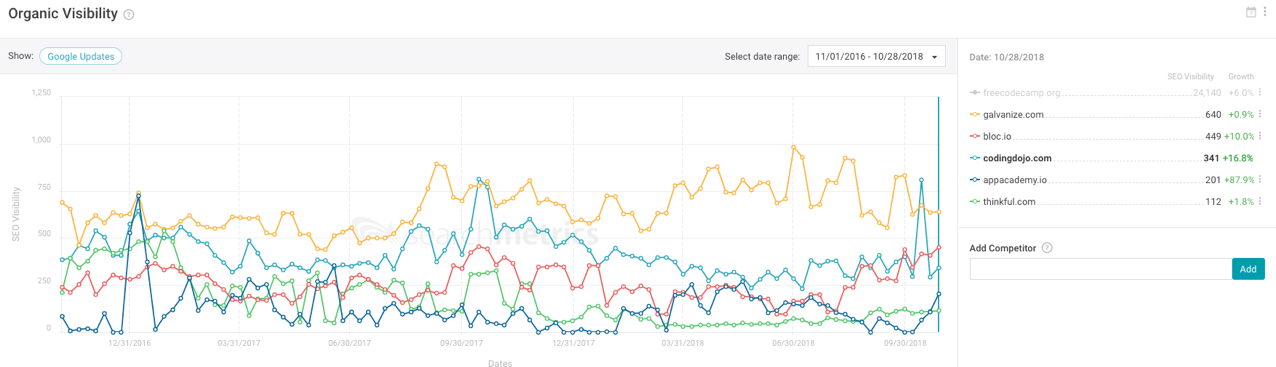 Organic Visibility ?
Show: Google Updates
Select date range: 11/01/2016 - 10/28/2018
1,250
1,000
750
500
250
0
SEO Visibility
searchmetrics
12/31/2016 03/31/2017 06/30/2017 09/30/2017 12/31/2017 03/31/2018 06/30/2018 09/30/2018
Dates
Date: 10/28/2018
SEO Visibility Growth
freecodecamp.org 24,140 +6.0%
galvanize.com 640 +0.9%
bloc.io 449 +10.0%
codingdojo.com 341 +16.8%
appacademy.io 201 +87.9%
thinkful.com 112 +1.8%
Add Competitor ?
Add